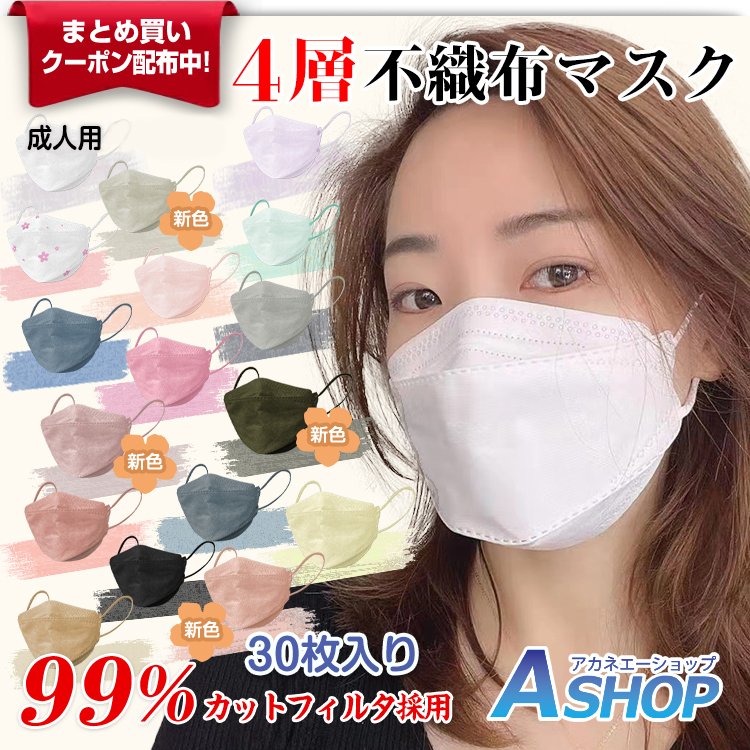 まとめ買い
クーポン配布中!
4層不織布マスク
成人用
新色
新色
新色
新色
30枚入り
99%カットフィルタ採用
アカネエーショップ
ASHOP